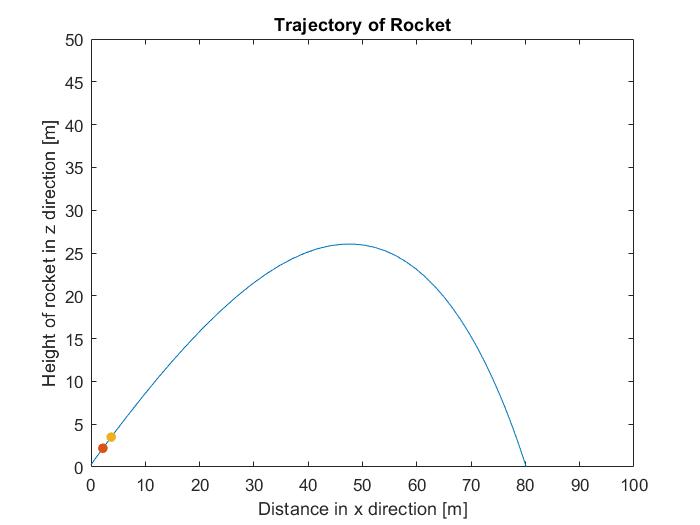 Trajectory of Rocket
50
45
40
35
30
25
20
15
10
5
0
Height of rocket in z direction [m]
0 10 20 30 40 50 60 70 80 90 100
Distance in x direction [m]